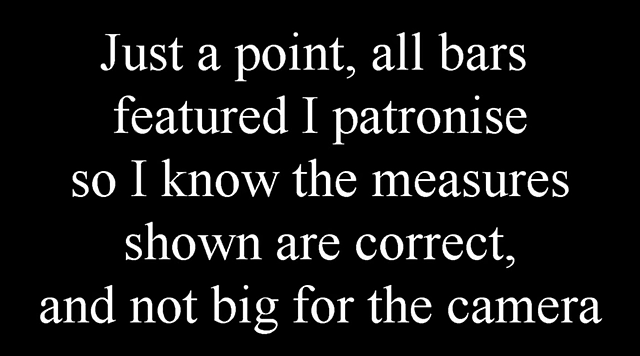 Just a point, all bars
featured I patronise
so I know the measures
shown are correct,
and not big for the camera